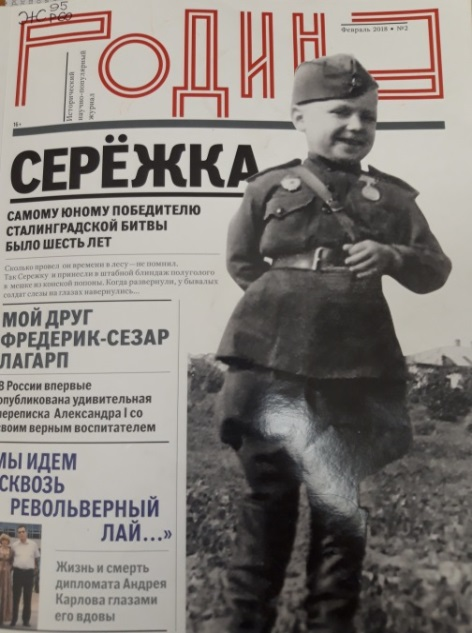 ЖС 95
РОДИНА
Февраль 2018 • №2
Исторический
научно-популярный
журнал
СЕРЁЖКА
САМОМУ ЮНОМУ ПОБЕДИТЕЛЮ
СТАЛИНГРАДСКОЙ БИТВЫ
БЫЛО ШЕСТЬ ЛЕТ
Сколько провел он времени в лесу—не помнил.
Так Сережку и принесли в штабной блиндаж полуголого
в мешке из конской попоны. Когда развернули, у бывалых
солдат слезы на глазах навернулись...
МОЙ ДРУГ
ФРЕДЕРИК-СЕЗАР
ЛАГАРП
В России впервые
опубликована удивительная
переписка Александра I со
своим верным воспитателем
МЫ ИДЕМ
СКВОЗЬ
РЕВОЛЬВЕРНЫЙ
ЛАЙ...»
Жизнь и смерть
дипломата Андрея
Карлова глазами
его вдовы